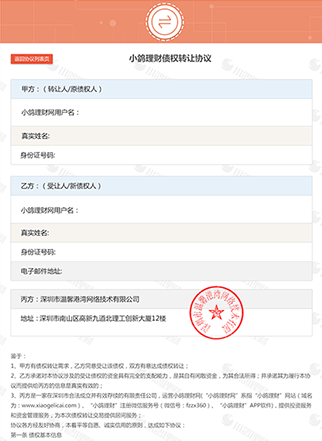 返回协议列表页
小鸽理财债权转让协议
甲方：（转让人/原债权人）
小鸽理财网用户名：
真实姓名:
身份证号码:
乙方：（受让人/新债权人）
小鸽理财网用户名：
真实姓名:
身份证号码:
电子邮件地址:
丙方：深圳市温馨港湾网络技术有限公司
地址：深圳市南山区高新九道北理工创新大厦12楼
深圳市温馨港湾网络技术有限公司
鉴于：
1、甲方有债权转让需求，乙方同意受让该债权，双方有意达成债权转让；
2、乙方承诺对本协议涉及的受让债权的资金具有完全的支配能力，是其自有闲散资金，为其合法所得；并承诺其为履行本协
议而提供给丙方的信息是真实有效的；
3、丙方是一家在深圳市合法成立并有效存续的有限责任公司，运营小鸽理财网（"小鸽理财网"系指"小鸽理财"网站（域名
为：www.xiaogelicai.com）、"小鸽理财"注册微信服务号（微信号：fzzx360）、"小鸽理财"APP软件），提供投资服务
和资金管理服务，为本次债权转让交易提供居间服务；
协议各方经友好协商，本着平等自愿、诚实信用的原则，达成如下协议：
第一条 债权基本信息